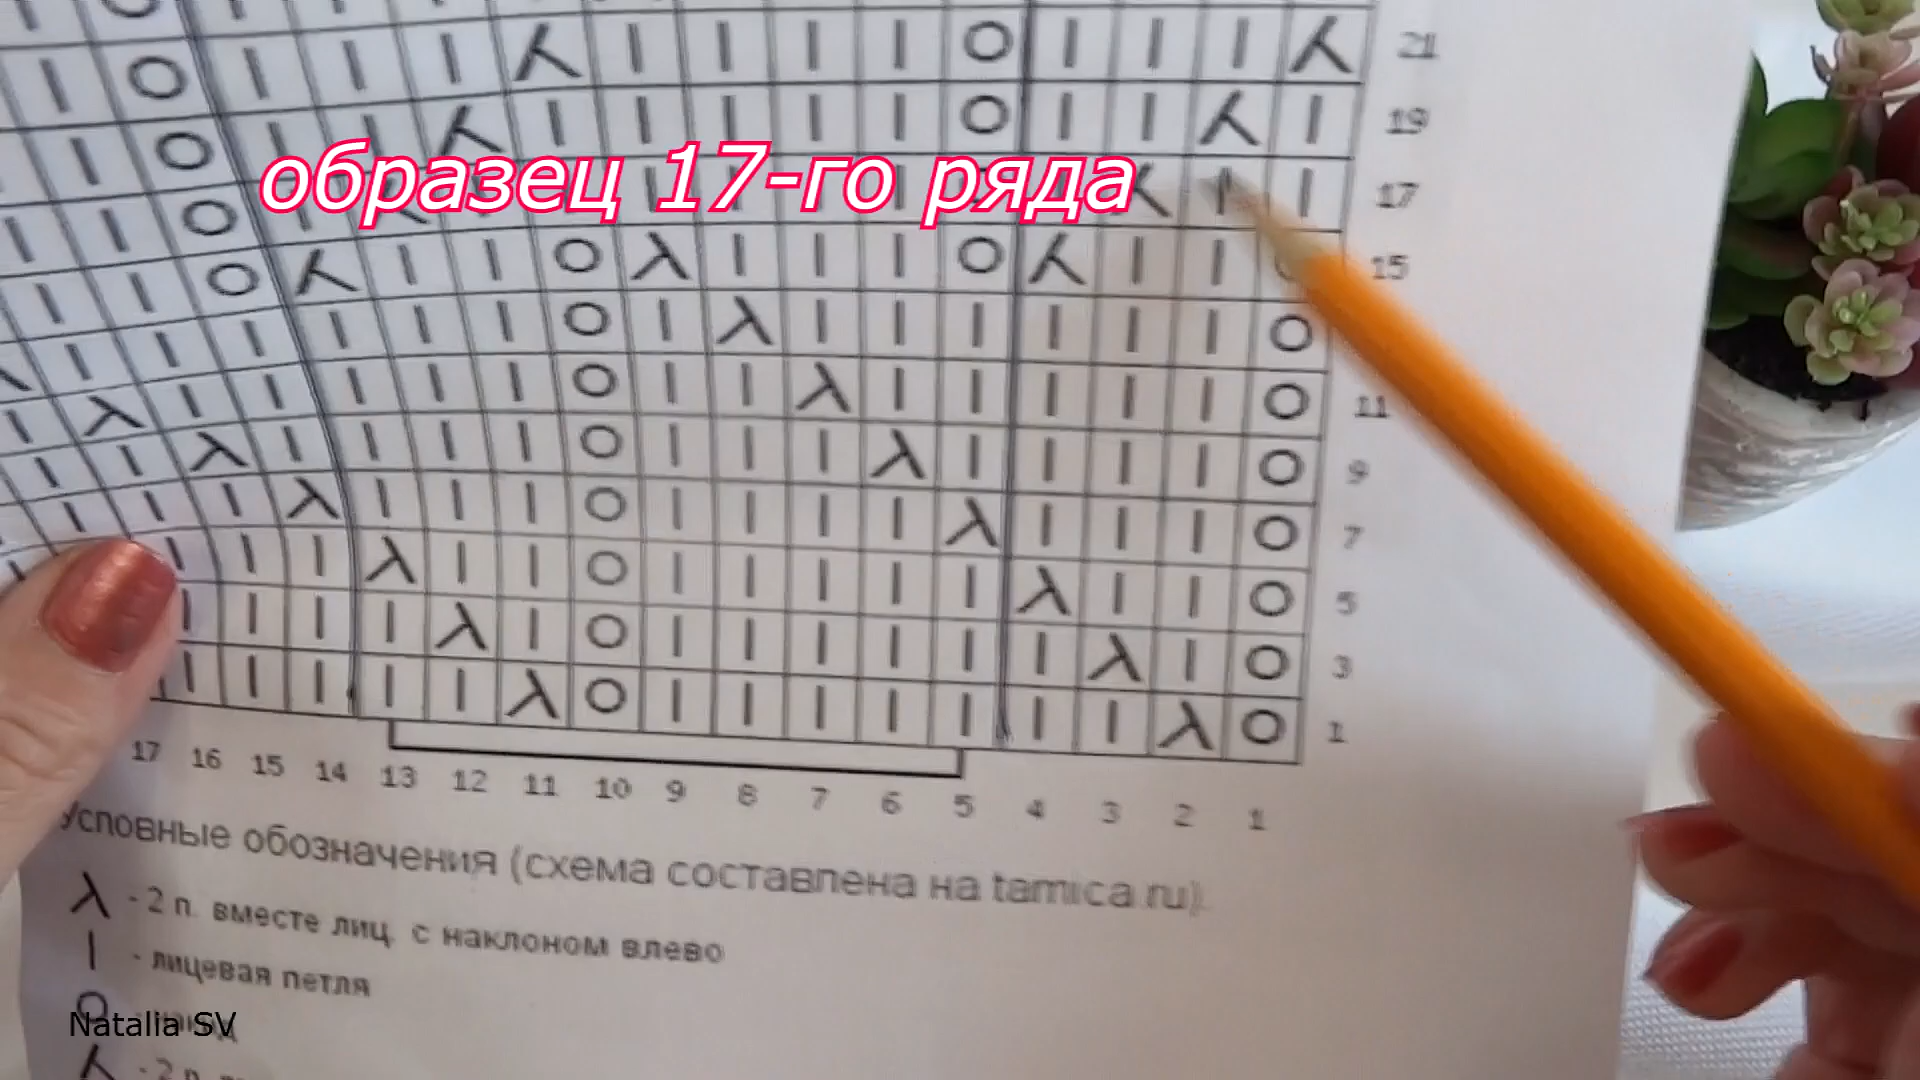 21
19
образец 17-го ряда
17
15
11
9
7
5
3
1
17 16 15 14 13 12 11 10 9 8 7 6 5 4 3 2 1
Условные обозначения (схема составлена на tamica.ru)
- 2 п. вместе лиц. с наклоном влево
- лицевая петля
Natalia SV
- 2 п.